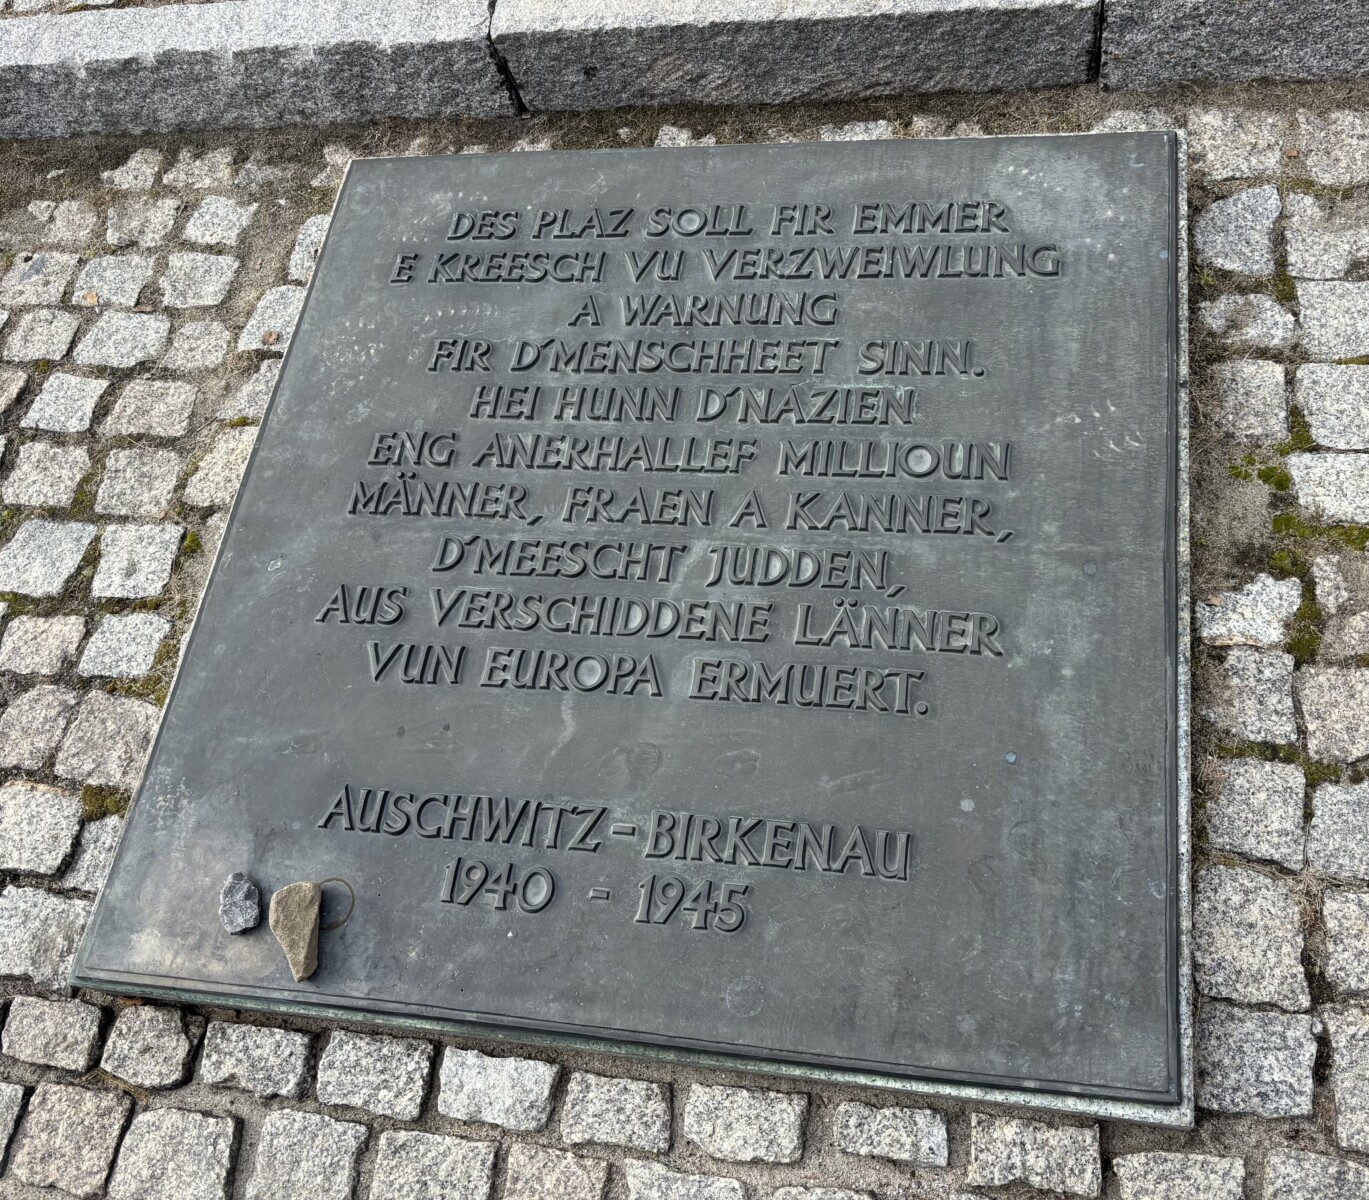 DES PLAZ SOLL FIR EMMER
E KREESCH VU VERZWEIWLUNG
A WARNUNG
FIR D'MENSCHHEET SINN.
HEI HUNN D'NAZIEN
ENG ANERHALLEF MILLIOUN
MÄNNER, FRAEN A KANNER,
D'MEESCHT JUDDEN,
AUS VERSCHIDDENE LÄNNER
VUN EUROPA ERMUERT.
AUSCHWITZ-BIRKENAU
1940 - 1945